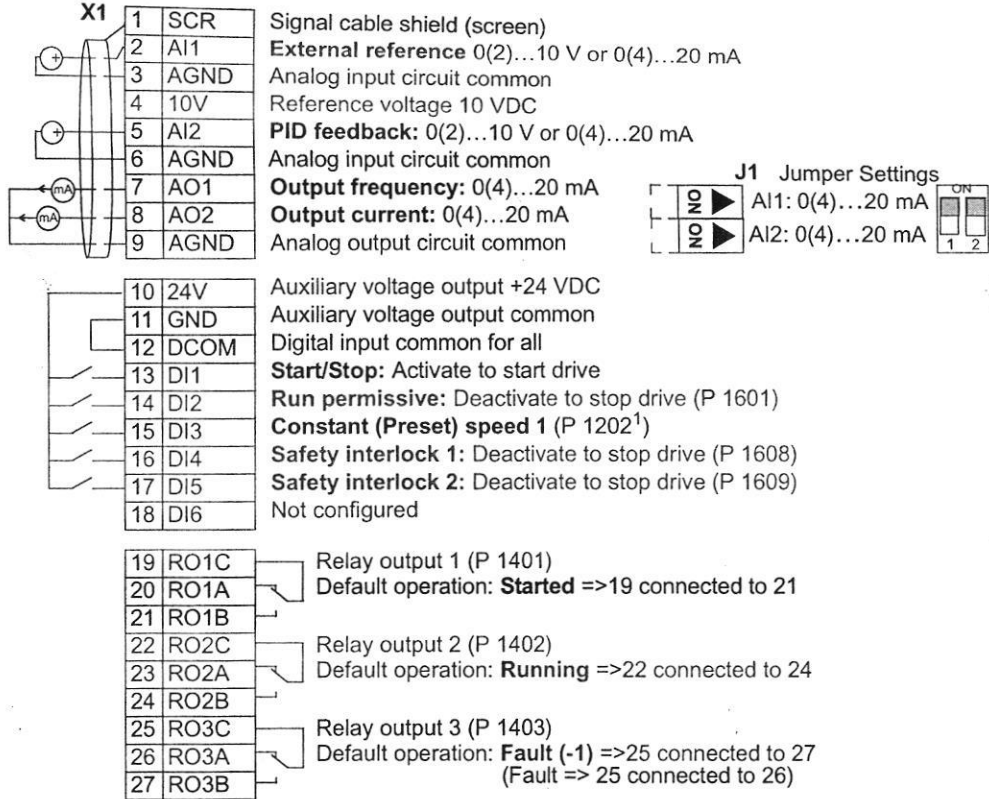 X1
1 SCR Signal cable shield (screen)
2 AI1 External reference 0(2)…10 V or 0(4)…20 mA
3 AGND Analog input circuit common
4 10V Reference voltage 10 VDC
5 AI2 PID feedback: 0(2)…10 V or 0(4)…20 mA
6 AGND Analog input circuit common
7 AO1 Output frequency: 0(4)…20 mA
8 AO2 Output current: 0(4)…20 mA
9 AGND Analog output circuit common
+
+
mA
mA
J1 Jumper Settings
ON AI1: 0(4)…20 mA
ON AI2: 0(4)…20 mA
ON
1 2
10 24V Auxiliary voltage output +24 VDC
11 GND Auxiliary voltage output common
12 DCOM Digital input common for all
13 DI1 Start/Stop: Activate to start drive
14 DI2 Run permissive: Deactivate to stop drive (P 1601)
15 DI3 Constant (Preset) speed 1 (P 1202¹)
16 DI4 Safety interlock 1: Deactivate to stop drive (P 1608)
17 DI5 Safety interlock 2: Deactivate to stop drive (P 1609)
18 DI6 Not configured
19 RO1C Relay output 1 (P 1401)
20 RO1A Default operation: Started =>19 connected to 21
21 RO1B
22 RO2C Relay output 2 (P 1402)
23 RO2A Default operation: Running =>22 connected to 24
24 RO2B
25 RO3C Relay output 3 (P 1403)
26 RO3A Default operation: Fault (-1) =>25 connected to 27
27 RO3B (Fault => 25 connected to 26)